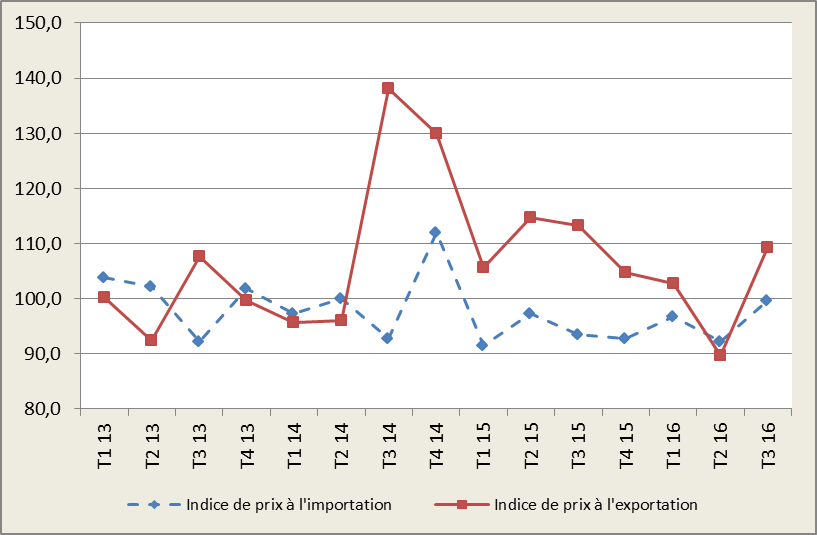 150,0
140,0
130,0
120,0
110,0
100,0
90,0
80,0
T1 13
T2 13
T3 13
T4 13
T1 14
T2 14
T3 14
T4 14
T1 15
T2 15
T3 15
T4 15
T1 16
T2 16
T3 16
Indice de prix à l'importation
Indice de prix à l'exportation